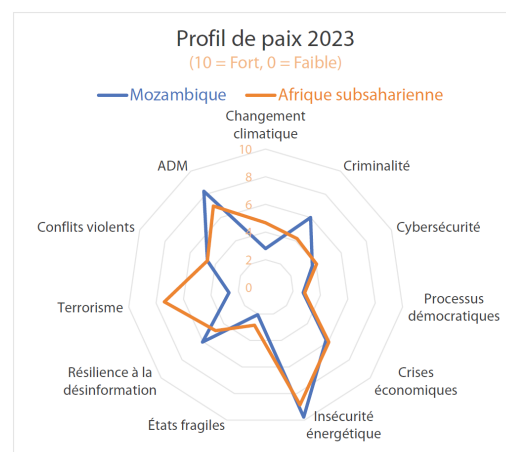 Profil de paix 2023
(10 = Fort, 0 = Faible)
Mozambique
Afrique subsaharienne
Changement
climatique
10
8
6
4
2
0
Criminalité
Cybersécurité
Processus
démocratiques
Crises
économiques
Insécurité
énergétique
États fragiles
Résilience à la
désinformation
Terrorisme
Conflits violents
ADM